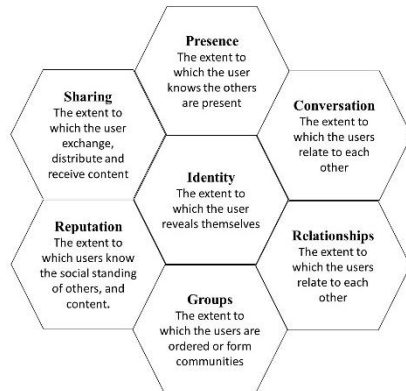 Presence
The extent to
which the user
knows the others
are present
Sharing
The extent to
which the user
exchange,
distribute and
receive content
Conversation
The extent to
which the users
relate to each
other
Identity
The extent to
which the user
reveals themselves
Reputation
The extent to
which users know
the social standing
of others, and
content.
Relationships
The extent to
which the users
relate to each
other
Groups
The extent to
which the users are
ordered or form
communities